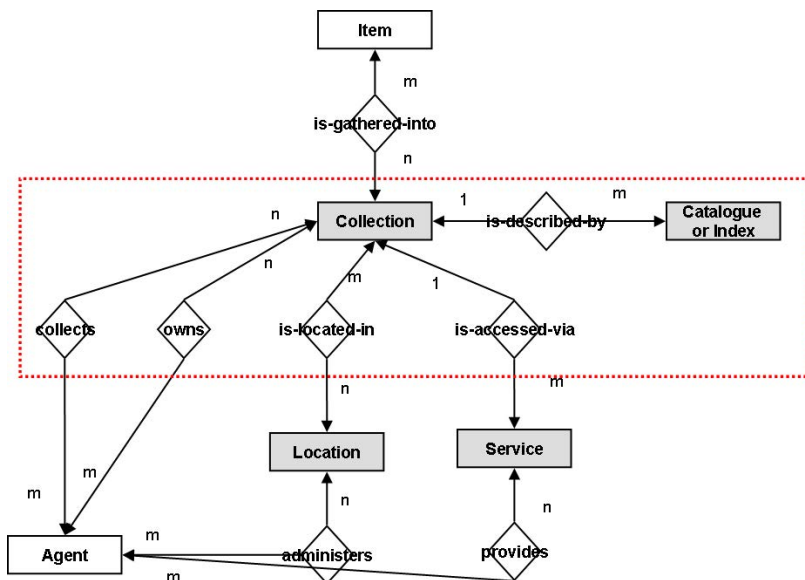 Item
m
is-gathered-into
n
n
Collection
1
is-described-by
m
Catalogue
or Index
n
m
1
collects
owns
is-located-in
is-accessed-via
n
m
Location
Service
m
m
n
n
m
Agent
administers
provides
m